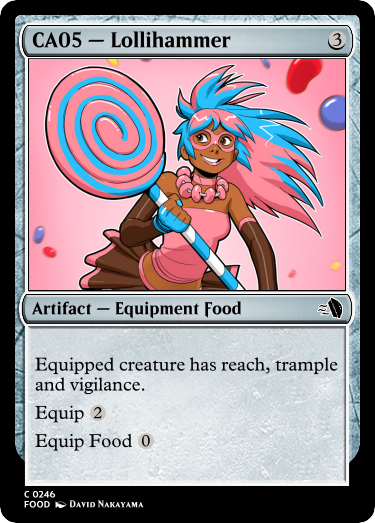 CA05 — Lollihammer 3
Artifact — Equipment Food
Equipped creature has reach, trample
and vigilance.
Equip 2
Equip Food 0
C 0246
FOOD DAVID NAKAYAMA